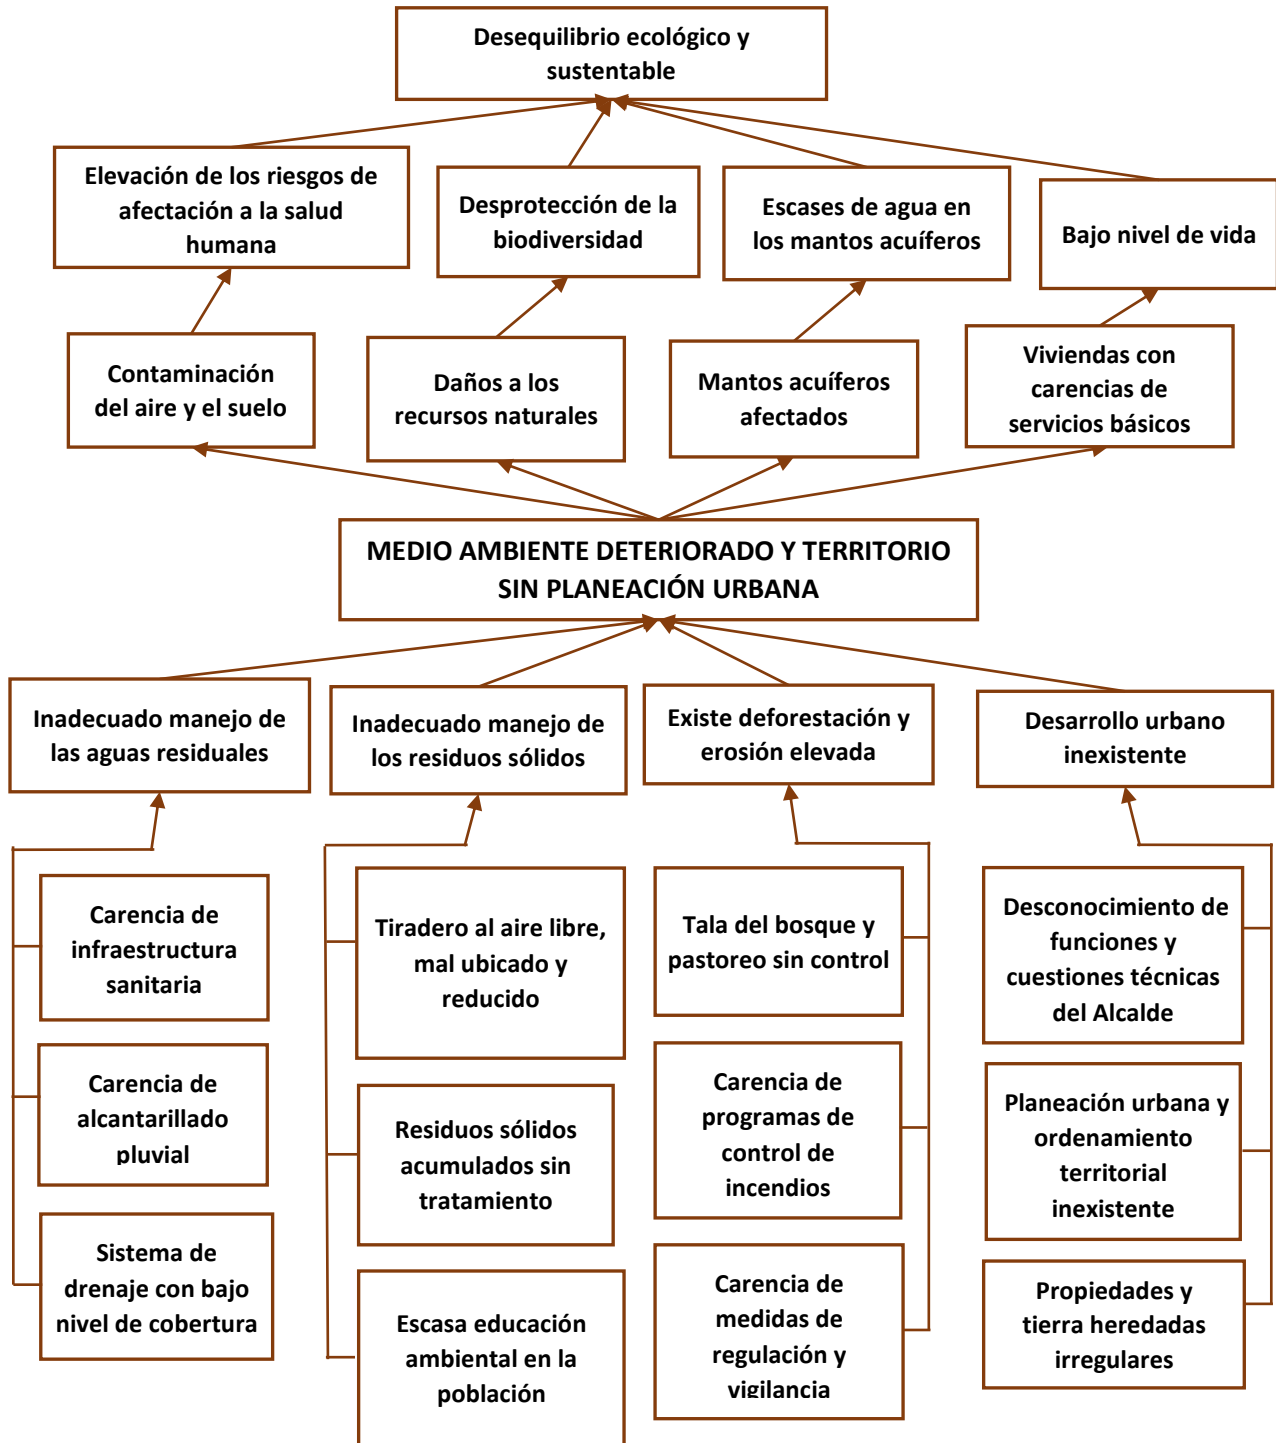 Desequilibrio ecológico y
sustentable
Elevación de los riesgos de
afectación a la salud
humana
Desprotección de la
biodiversidad
Escases de agua en
los mantos acuíferos
Bajo nivel de vida
Contaminación
del aire y el suelo
Daños a los
recursos naturales
Mantos acuíferos
afectados
Viviendas con
carencias de
servicios básicos
MEDIO AMBIENTE DETERIORADO Y TERRITORIO
SIN PLANEACIÓN URBANA
Inadecuado manejo de
las aguas residuales
Inadecuado manejo de
los residuos sólidos
Existe deforestación y
erosión elevada
Desarrollo urbano
inexistente
Carencia de
infraestructura
sanitaria
Tiradero al aire libre,
mal ubicado y
reducido
Tala del bosque y
pastoreo sin control
Desconocimiento de
funciones y
cuestiones técnicas
del Alcalde
Carencia de
alcantarillado
pluvial
Residuos sólidos
acumulados sin
tratamiento
Carencia de
programas de
control de
incendios
Planeación urbana y
ordenamiento
territorial
inexistente
Sistema de
drenaje con bajo
nivel de cobertura
Escasa educación
ambiental en la
población
Carencia de
medidas de
regulación y
vigilancia
Propiedades y
tierra heredadas
irregulares